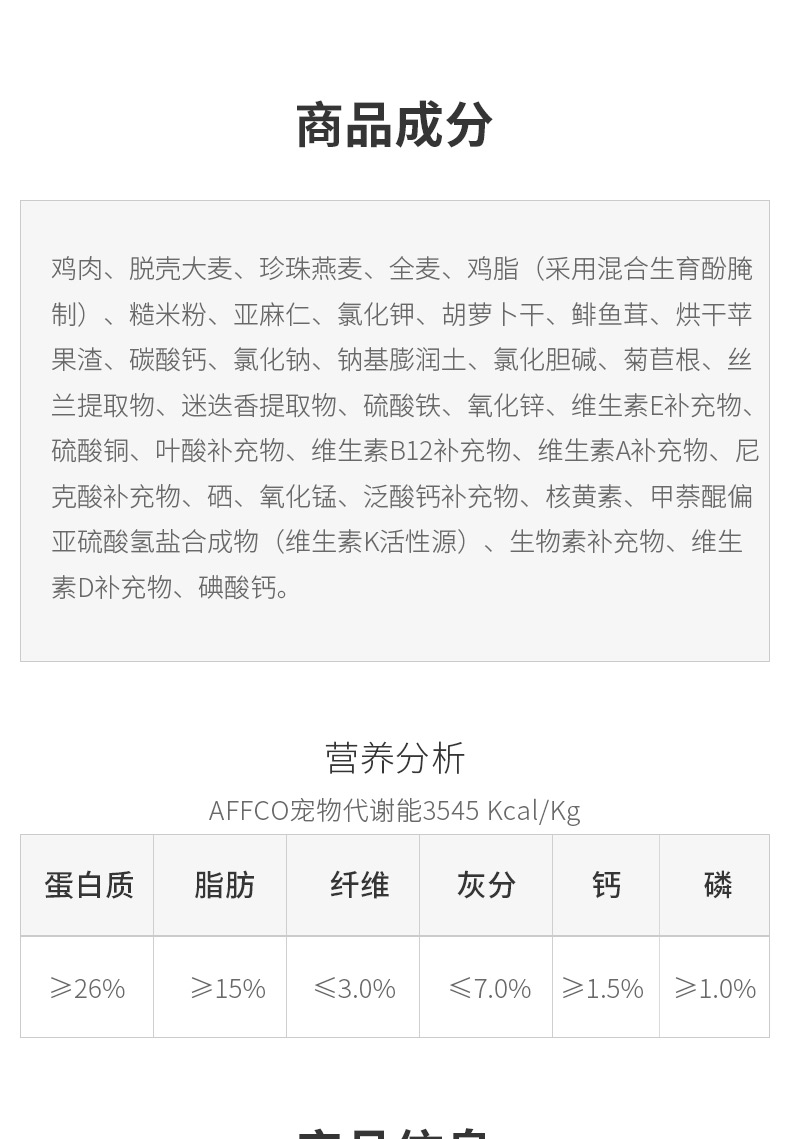 商品成分
鸡肉、脱壳大麦、珍珠燕麦、全麦、鸡脂（采用混合生育酚腌
制）、糙米粉、亚麻仁、氯化钾、胡萝卜干、鲱鱼茸、烘干苹
果渣、碳酸钙、氯化钠、钠基膨润土、氯化胆碱、菊苣根、丝
兰提取物、迷迭香提取物、硫酸铁、氧化锌、维生素E补充物、
硫酸铜、叶酸补充物、维生素B12补充物、维生素A补充物、尼
克酸补充物、硒、氧化锰、泛酸钙补充物、核黄素、甲萘醌偏
亚硫酸氢盐合成物（维生素K活性源）、生物素补充物、维生
素D补充物、碘酸钙。
营养分析
AFFCO宠物代谢能3545 Kcal/Kg
蛋白质 脂肪 纤维 灰分 钙 磷
⩾26% ⩾15% ⩽3.0% ⩽7.0% ⩾1.5% ⩾1.0%
商品信息